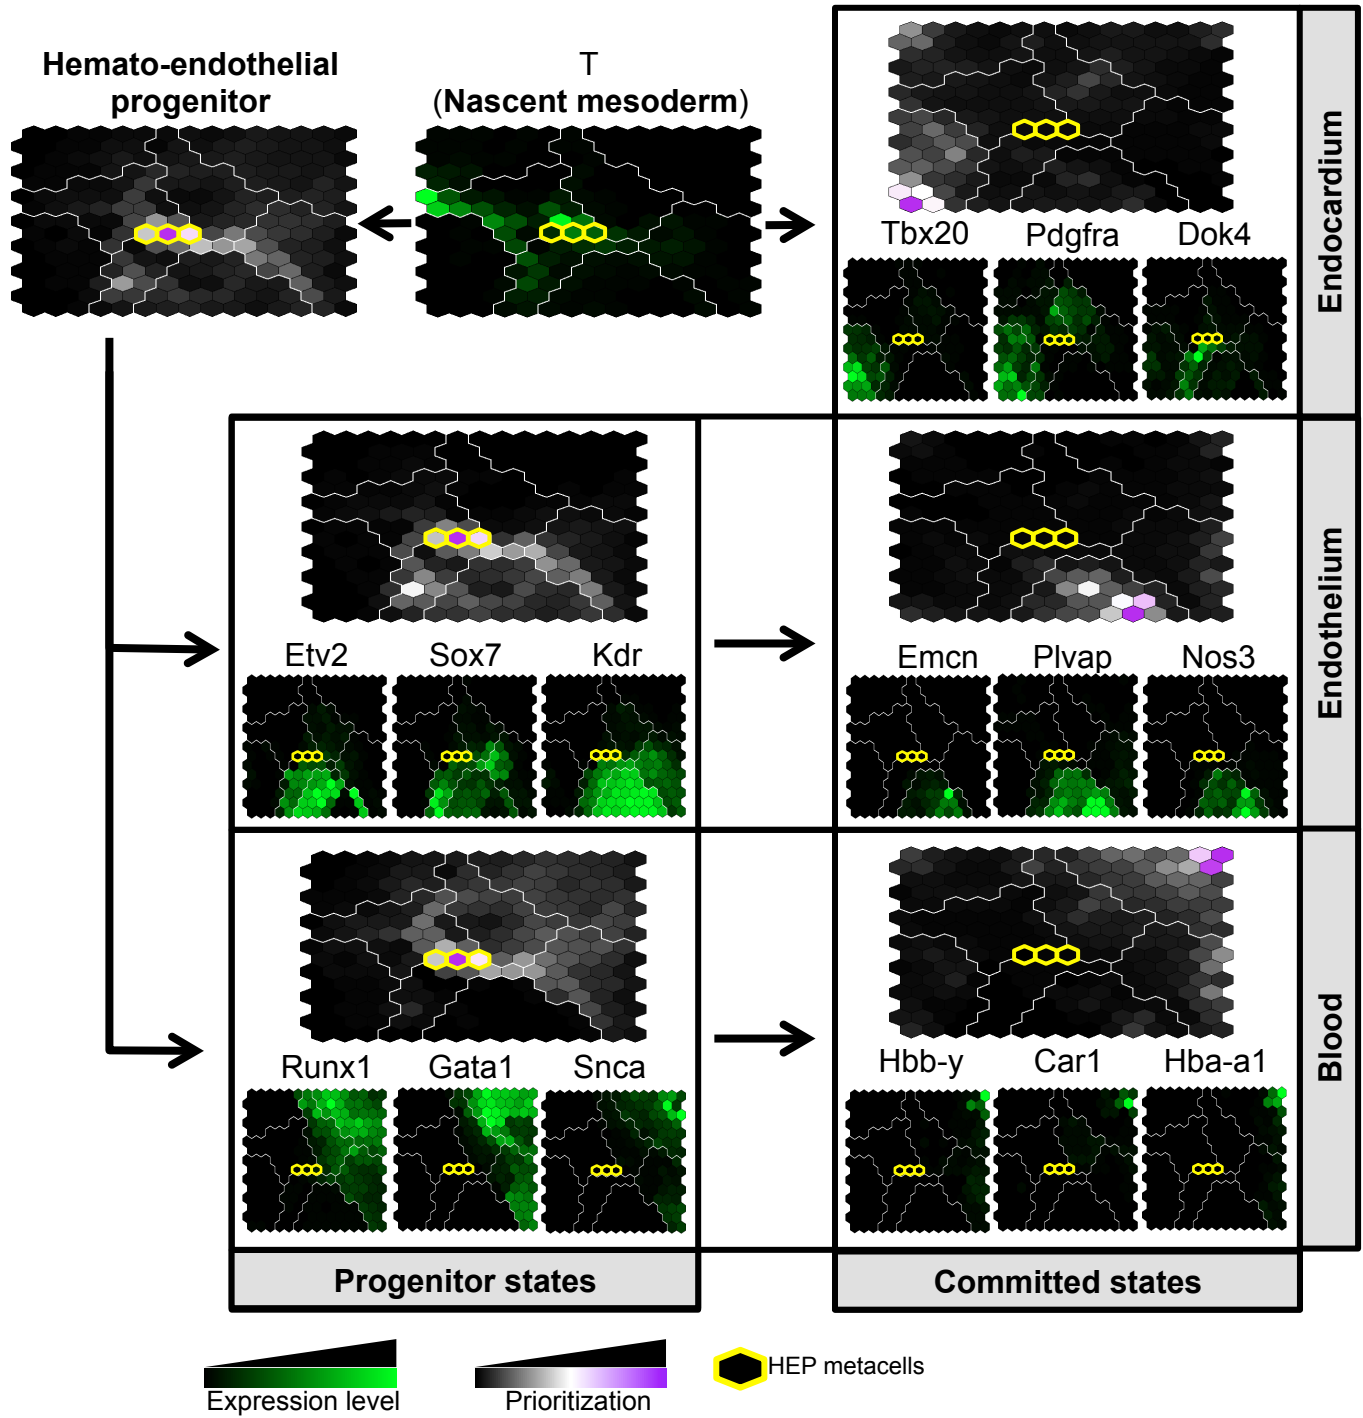 Hemato-endothelial
progenitor
T
(Nascent mesoderm)
Tbx20 Pdgfra Dok4
Endocardium
Etv2 Sox7 Kdr
Emcn Plvap Nos3
Endothelium
Runx1 Gata1 Snca
Hbb-y Car1 Hba-a1
Blood
Progenitor states
Committed states
Expression level
Prioritization
HEP metacells